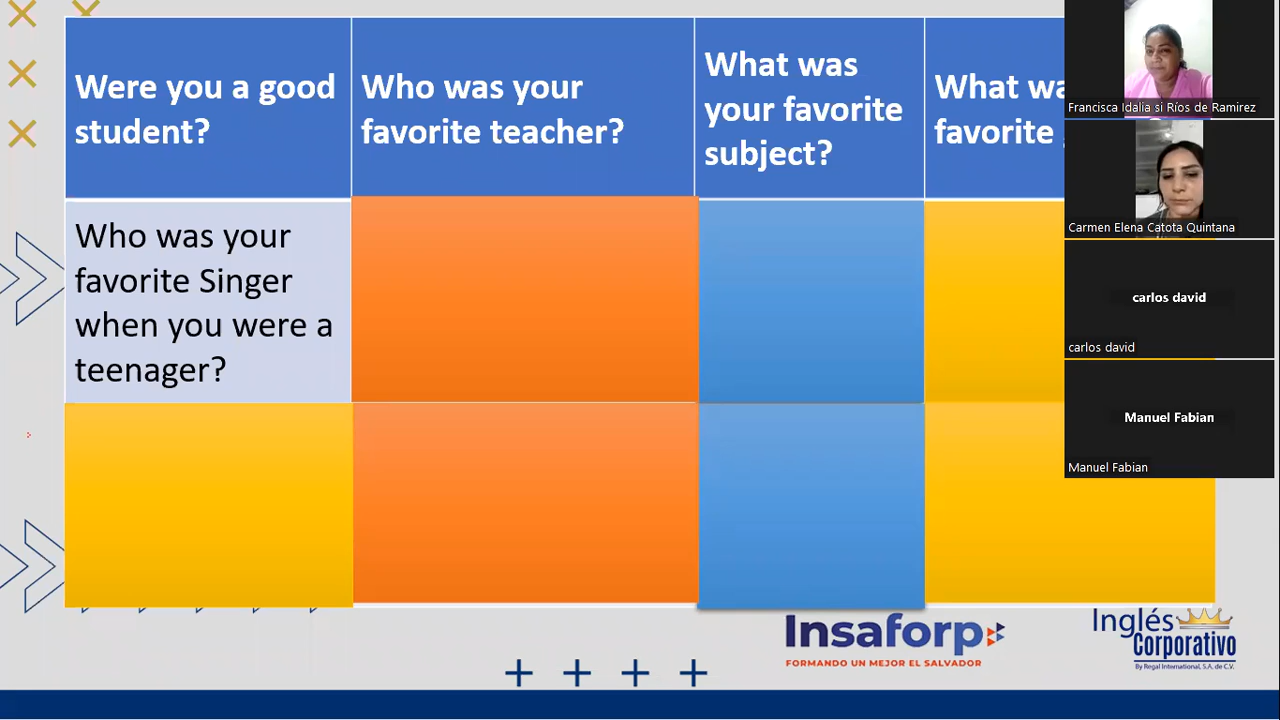 Were you a good
student?
Who was your
favorite teacher?
What was
your favorite
subject?
What
favorite
Who was your
favorite Singer
when you were a
teenager?
Francisca Idalia si Ríos de Ramirez
Carmen Elena Catota Quintana
carlos david
carlos david
Manuel Fabian
Manuel Fabian
Insaforp
FORMANDO UN MEJOR EL SALVADOR
Inglés
Corporativo
By Regal International, S.A. de C.V.